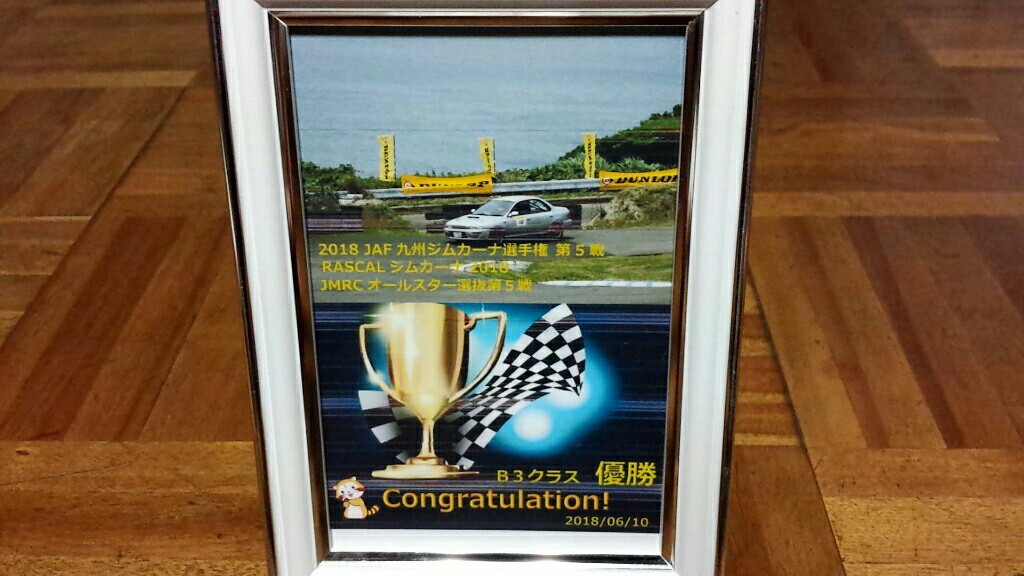 DUNLOP
DUNLOP
2018 JAF 九州ジムカーナ選手権 第5戦
RASCAL ジムカーナ 2018
JMRC オールスター選抜第5戦
B3クラス 優勝
Congratulation!
2018/06/10